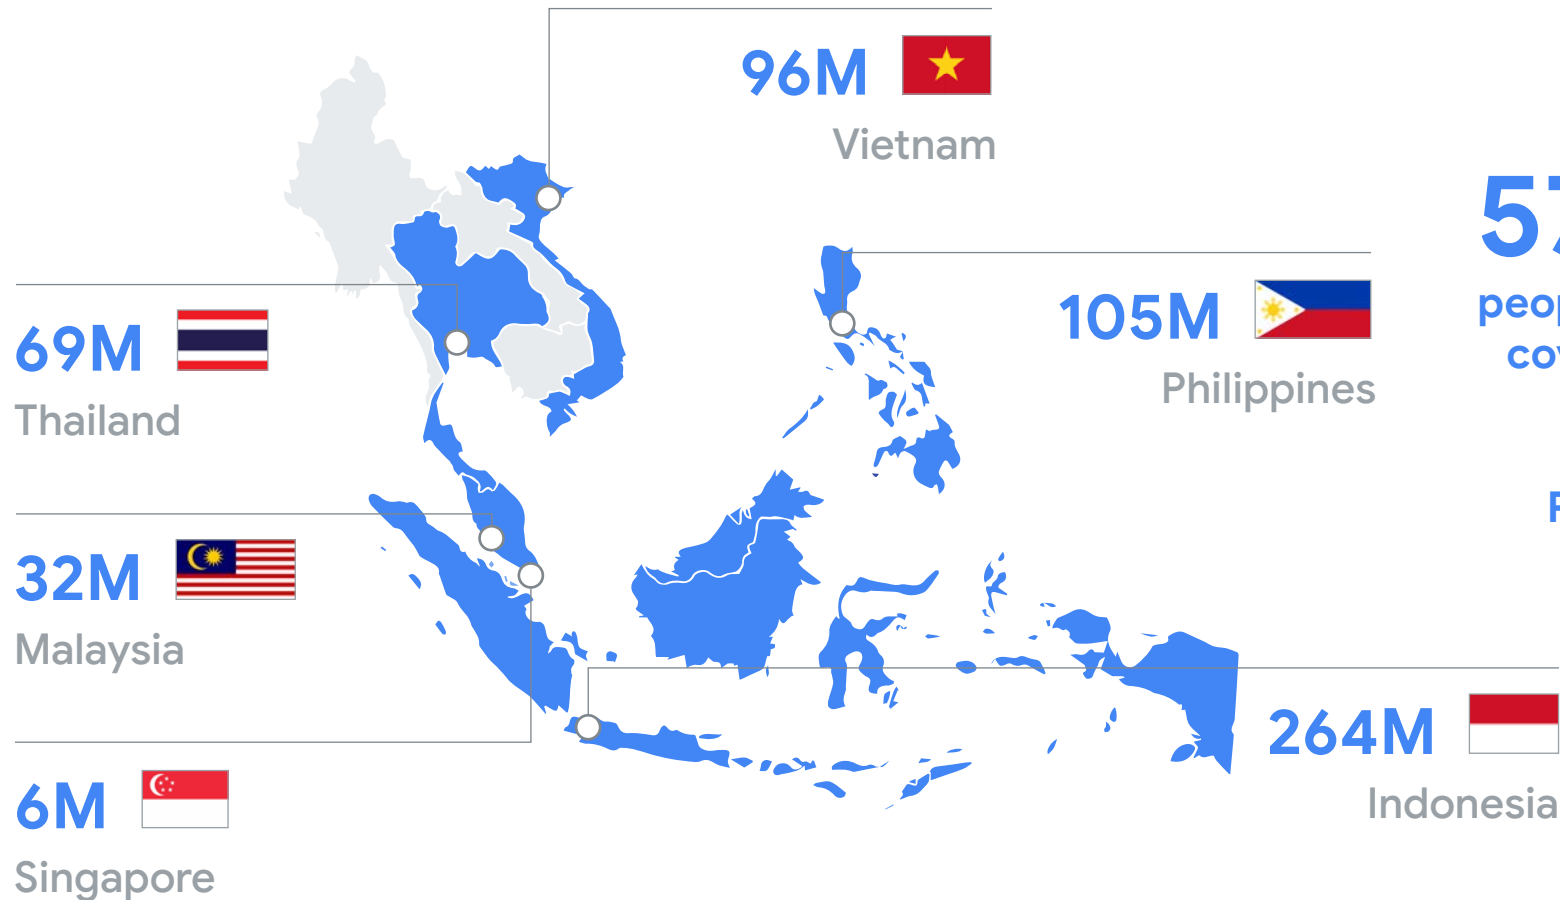 96M
Vietnam
105M
Philippines
69M
Thailand
32M
Malaysia
264M
Indonesia
6M
Singapore